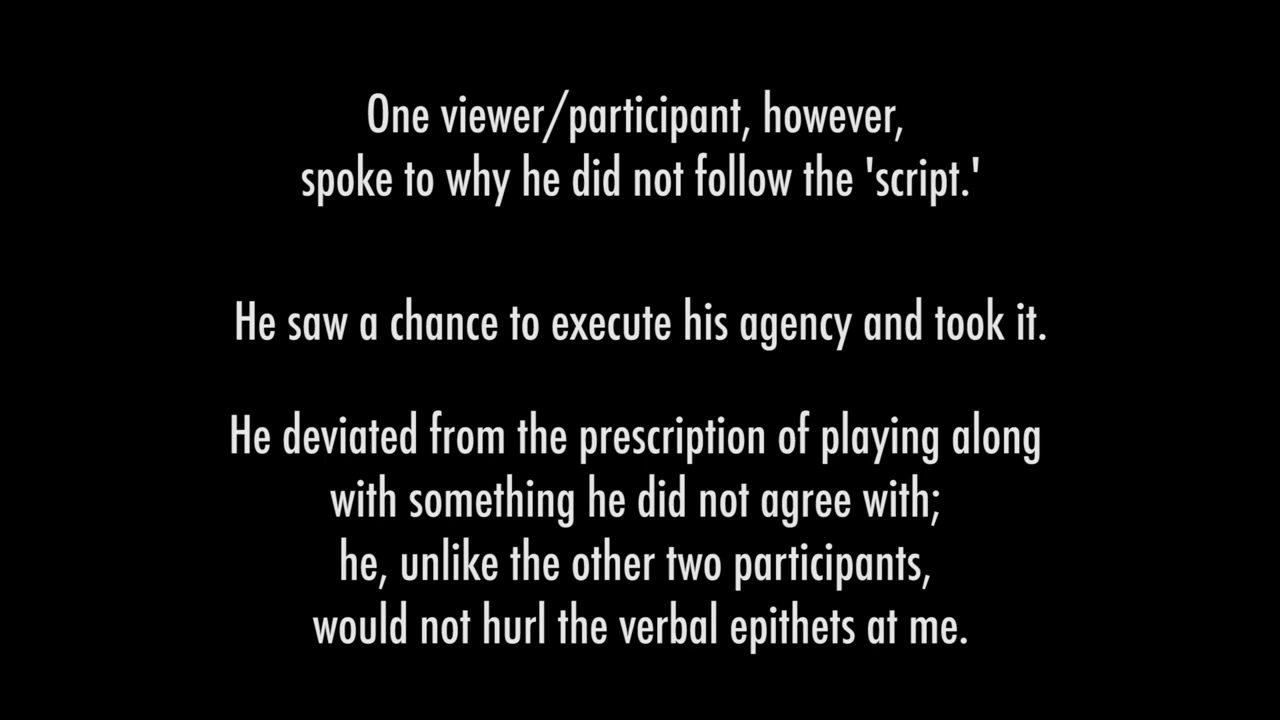 One viewer/participant, however,
spoke to why he did not follow the 'script.'
He saw a chance to execute his agency and took it.
He deviated from the prescription of playing along
with something he did not agree with;
he, unlike the other two participants,
would not hurl the verbal epithets at me.